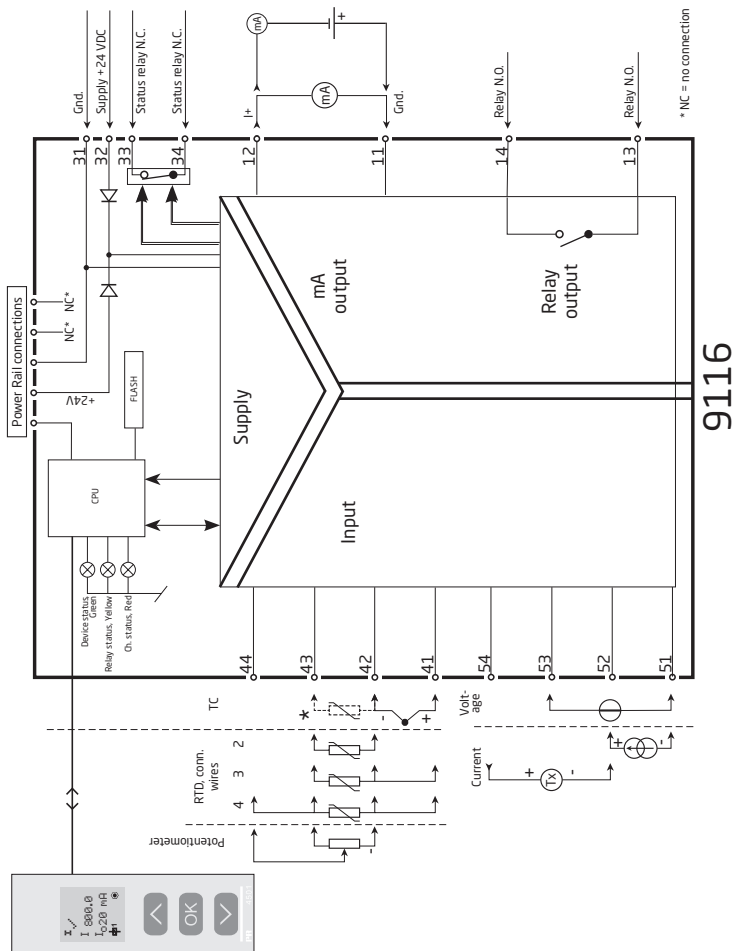 Gnd.
Supply +24 VDC
Status relay N.C.
Status relay N.C.
31
32
33
34
mA
+
I+
mA
Gnd.
12
11
Relay N.O.
Relay N.O.
14
13
* NC = no connection
Power Rail connections
NC*
NC*
+24V
FLASH
CPU
Device status,
Green
Relay status, Yellow
Ch. status, Red
Supply
mA
output
Relay
output
Input
9116
44
43
42
41
54
53
52
51
TC
*
-
+
Volt-
age
RTD, conn.
wires
2
3
4
Current
+
Tx
-
+
-
Potentiometer
-
I 800.0
Io20 mA
OK
PR